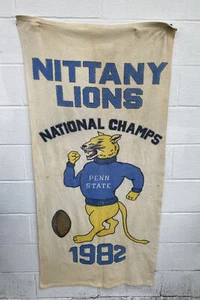 NITTANY
LIONS
NATIONAL CHAMPS
PENN
STATE
1982